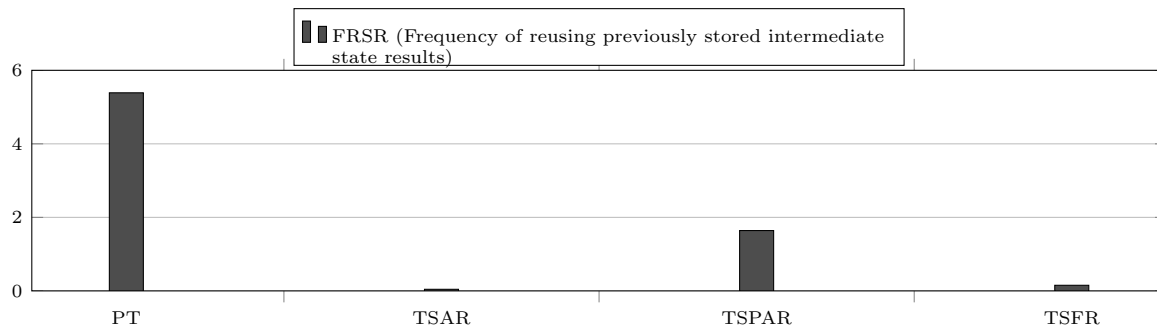 FRSR (Frequency of reusing previously stored intermediate
state results)
6
4
2
0
PT TSAR TSPAR TSFR